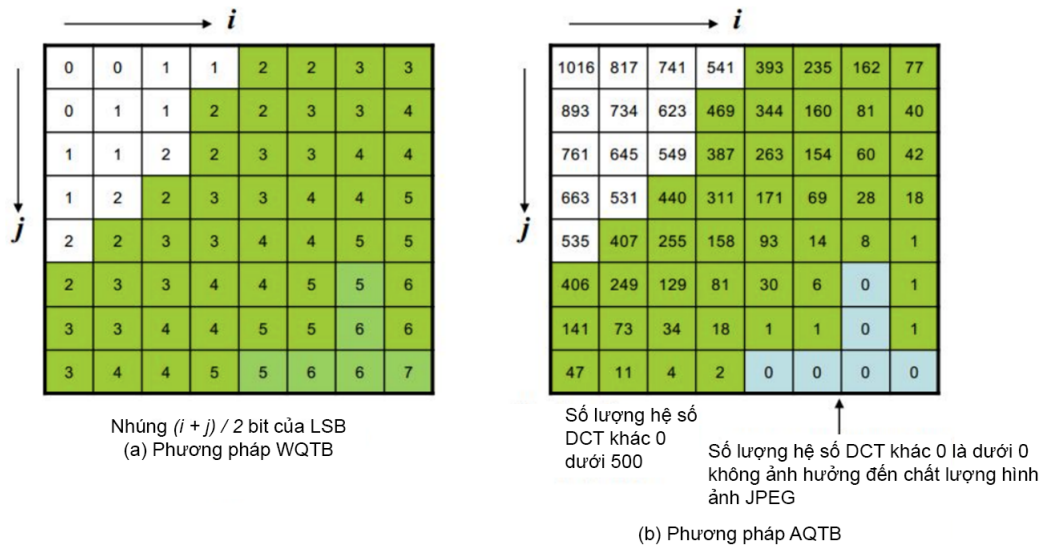 i
j
0 0 1 1 2 2 3 3
0 1 1 2 2 3 3 4
1 1 2 2 3 3 4 4
1 2 2 3 3 4 4 5
2 2 3 3 4 4 5 5
2 3 3 4 4 5 5 6
3 3 4 4 5 5 6 6
3 4 4 5 5 6 6 7
Nhúng (i + j) / 2 bit của LSB
(a) Phương pháp WQTB
i
j
1016 817 741 541 393 235 162 77
893 734 623 469 344 160 81 40
761 645 549 387 263 154 60 42
663 531 440 311 171 69 28 18
535 407 255 158 93 14 8 1
406 249 129 81 30 6 0 1
141 73 34 18 1 1 0 1
47 11 4 2 0 0 0 0
Số lượng hệ số
DCT khác 0
dưới 500
Số lượng hệ số DCT khác 0 là dưới 0
không ảnh hưởng đến chất lượng hình
ảnh JPEG
(b) Phương pháp AQTB